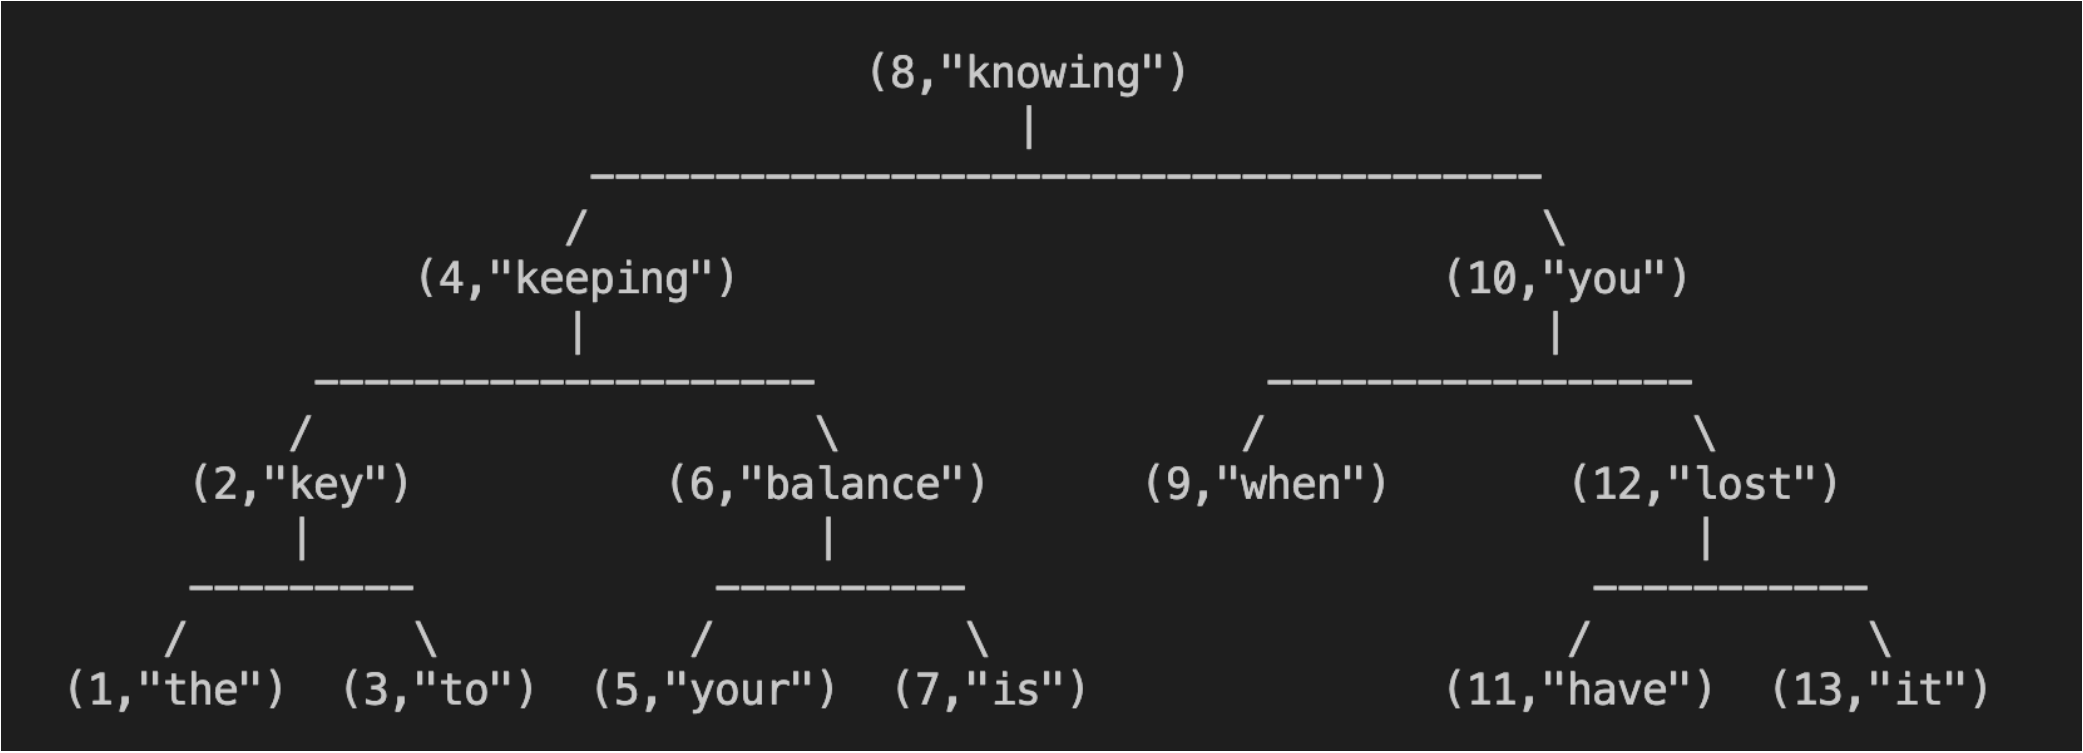 (8,"knowing")
(4,"keeping") (10,"you")
(2,"key") (6,"balance") (9,"when") (12,"lost")
(1,"the") (3,"to") (5,"your") (7,"is") (11,"have") (13,"it")